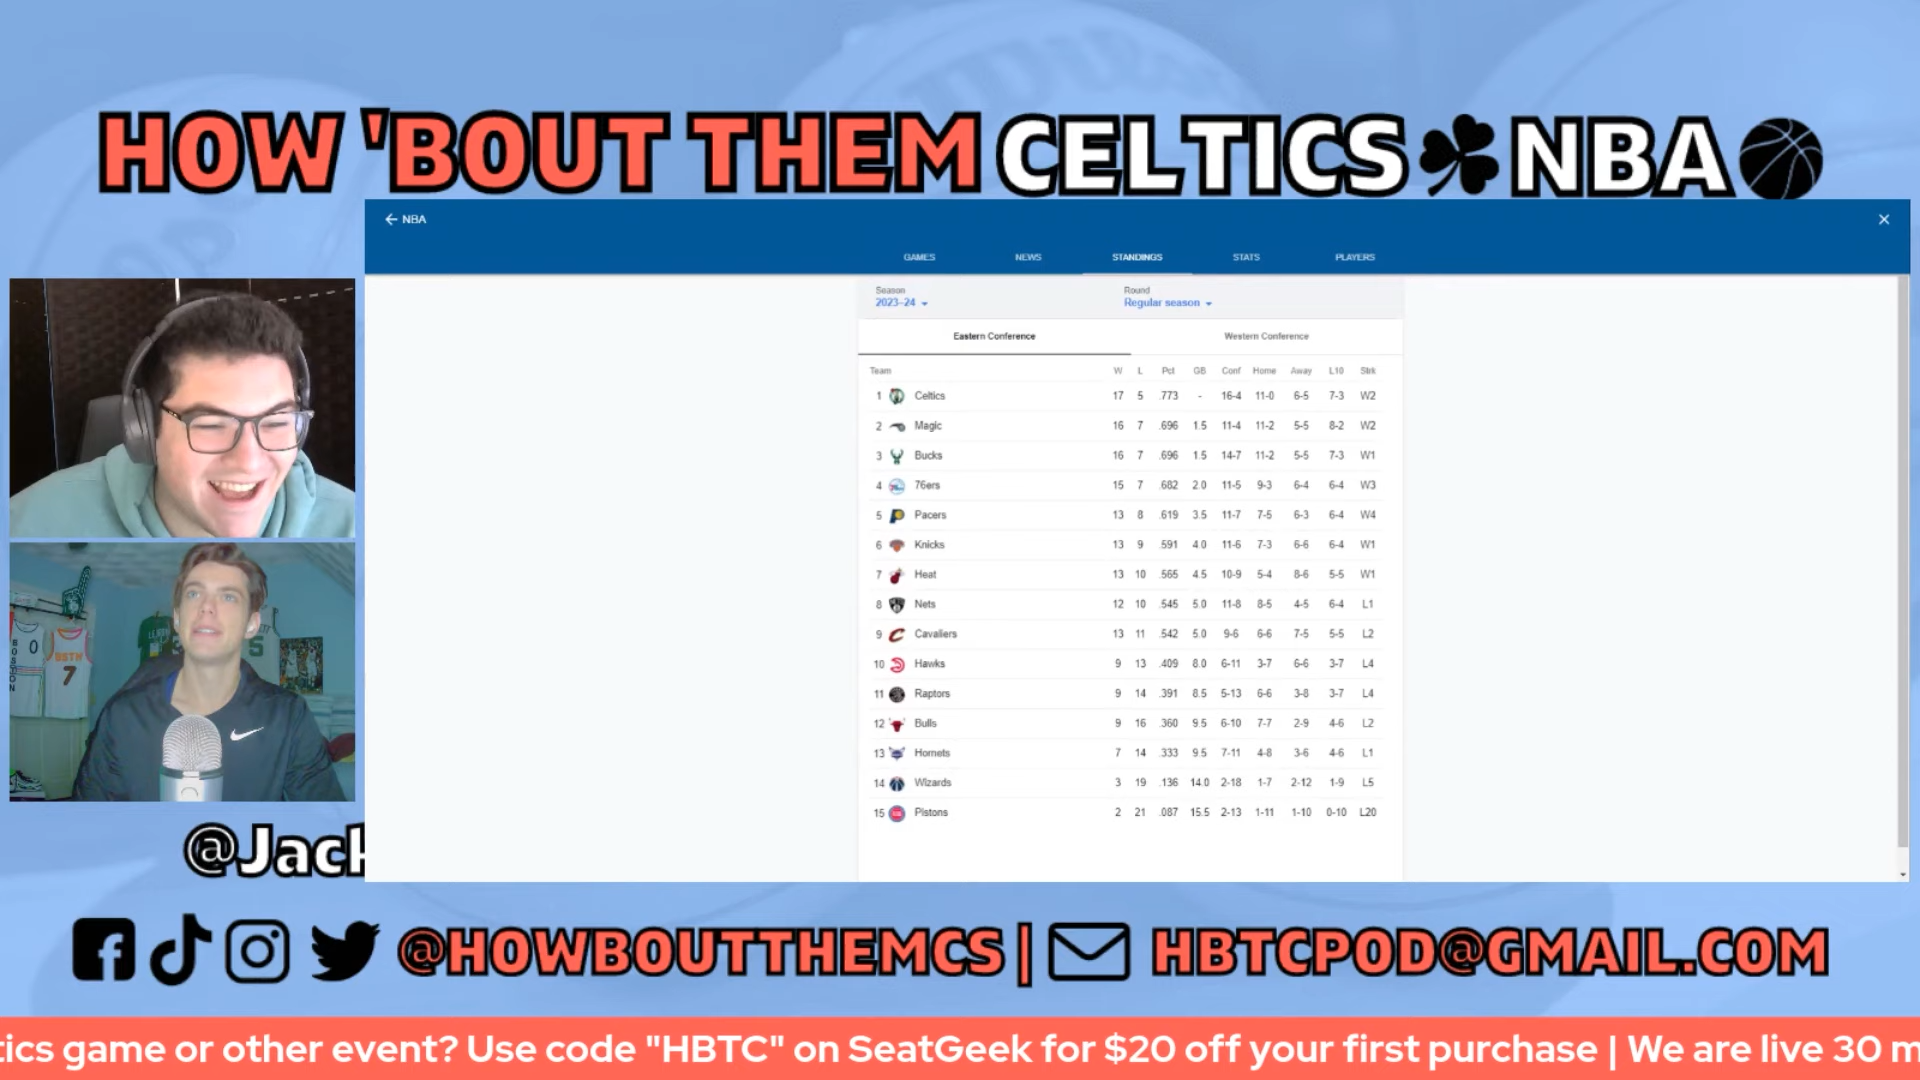 HOW 'BOUT THEM CELTICS NBA
← NBA ×
GAMES NEWS STANDINGS STATS PLAYERS
Season Round
2023–24 Regular season
Eastern Conference Western Conference
Team W L Pct GB Conf Home Away L10 Strk
1 Celtics 17 5 .773 - 16-4 11-0 6-5 7-3 W2
2 Magic 16 7 .696 1.5 11-4 11-2 5-5 8-2 W2
3 Bucks 16 7 .696 1.5 14-7 11-2 5-5 7-3 W1
4 76ers 15 7 .682 2.0 11-5 9-3 6-4 6-4 W3
5 Pacers 13 8 .619 3.5 11-7 7-5 6-3 6-4 W4
6 Knicks 13 9 .591 4.0 11-6 7-3 6-6 6-4 W1
7 Heat 13 10 .565 4.5 10-9 5-4 8-6 5-5 W1
8 Nets 12 10 .545 5.0 11-8 8-5 4-5 6-4 L1
9 Cavaliers 13 11 .542 5.0 9-6 6-6 7-5 5-5 L2
10 Hawks 9 13 .409 8.0 6-11 3-7 6-6 3-7 L4
11 Raptors 9 14 .391 8.5 5-13 6-6 3-8 3-7 L4
12 Bulls 9 16 .360 9.5 6-10 7-7 2-9 4-6 L2
13 Hornets 7 14 .333 9.5 7-11 4-8 3-6 4-6 L1
14 Wizards 3 19 .136 14.0 2-18 1-7 2-12 1-9 L5
15 Pistons 2 21 .087 15.5 2-13 1-11 1-10 0-10 L20
BOSTON
0
BSTN
7
5
@Jack
@HOWBOUTTHEMCS | HBTCPOD@GMAIL.COM
tics game or other event? Use code "HBTC" on SeatGeek for $20 off your first purchase | We are live 30 m